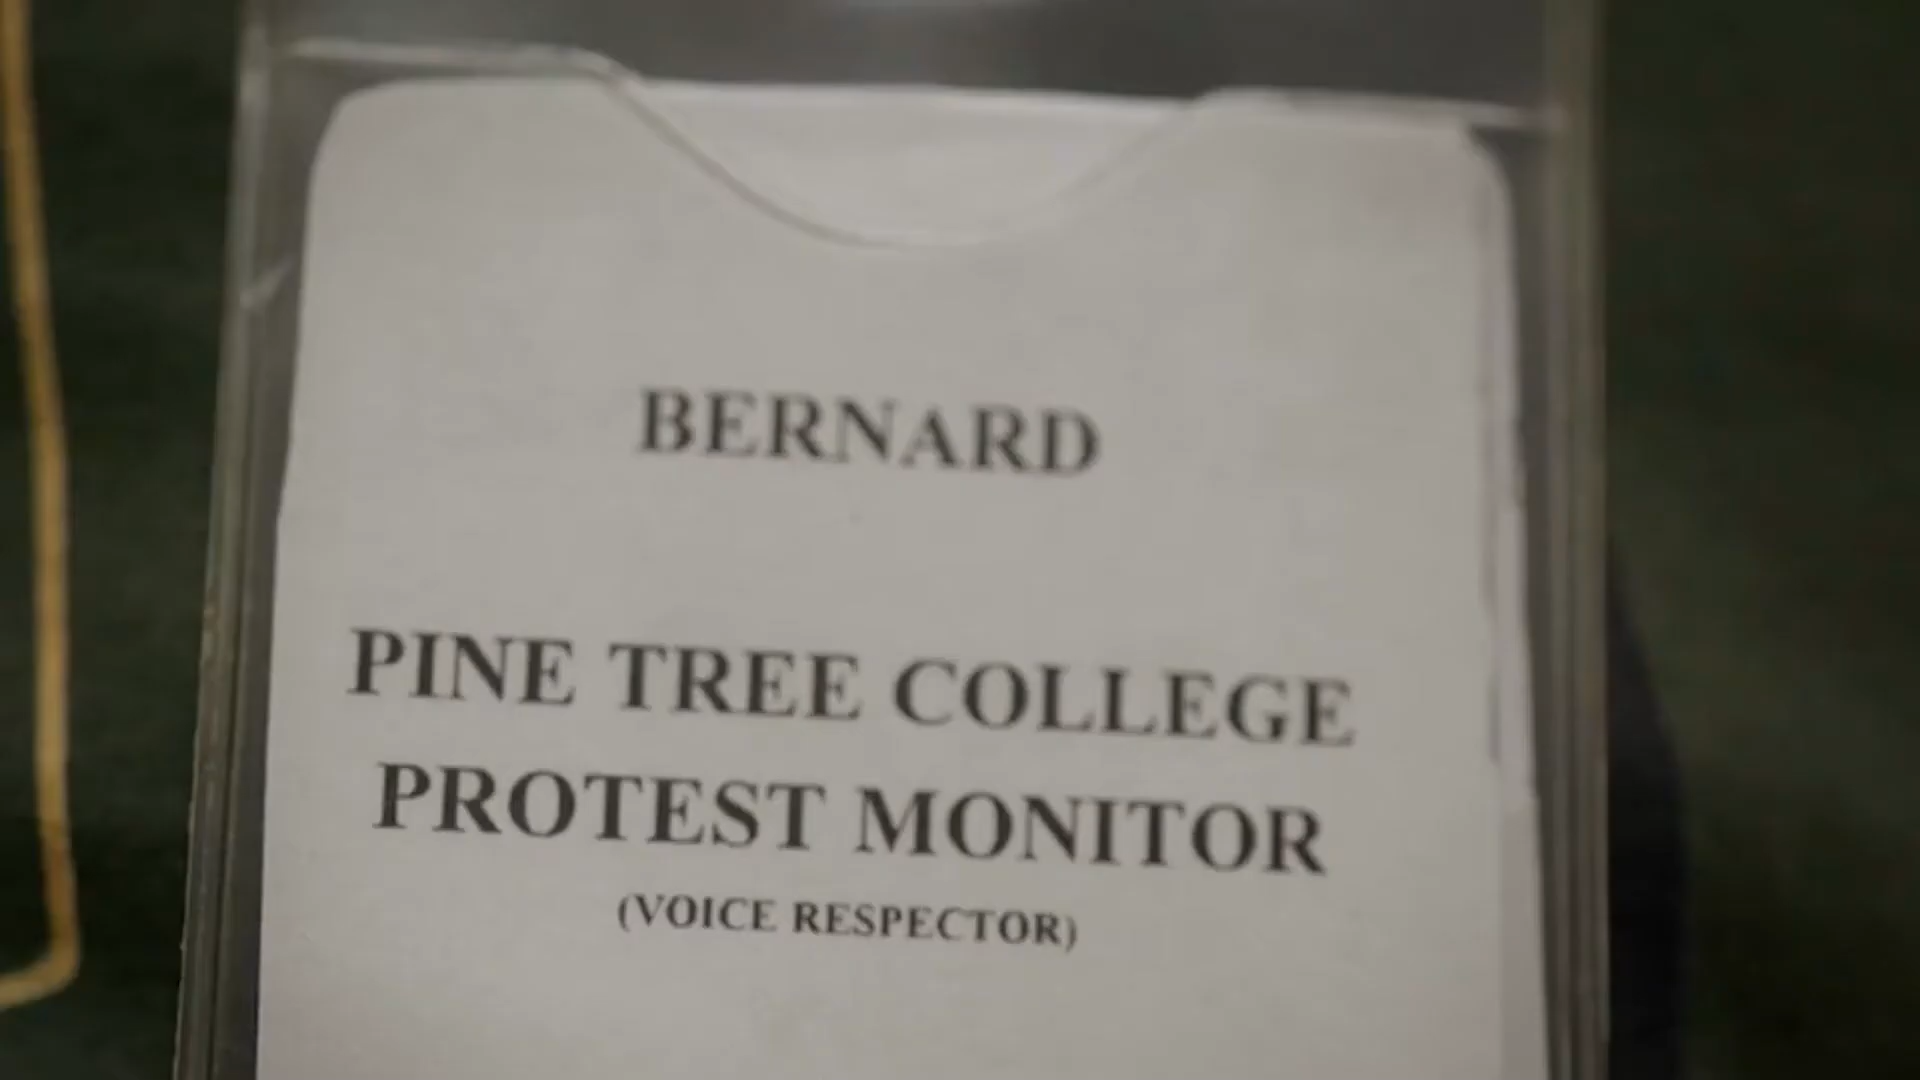 BERNARD
PINE TREE COLLEGE
PROTEST MONITOR
(VOICE RESPECTOR)